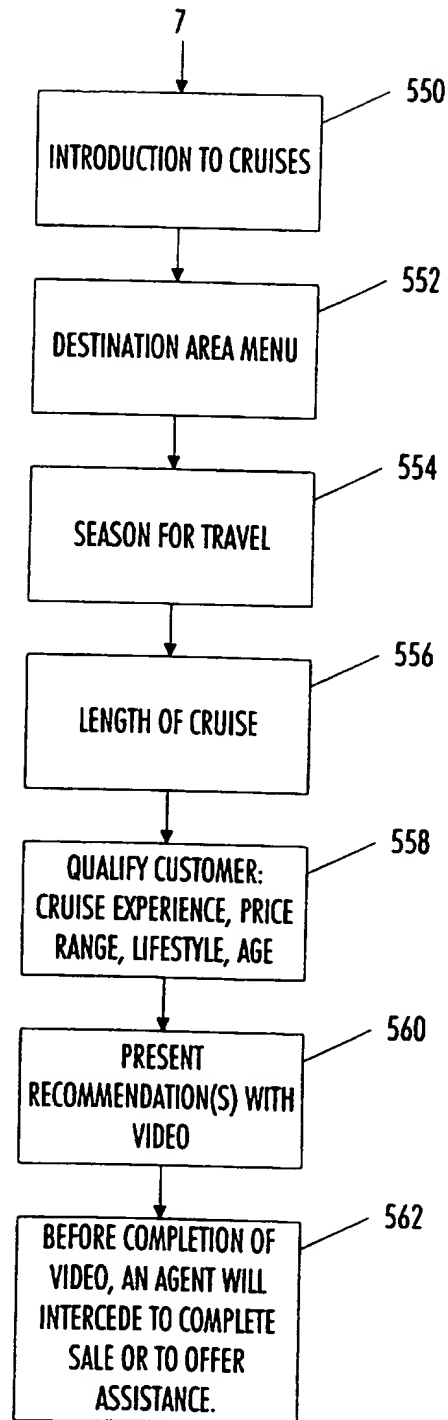 7
550
INTRODUCTION TO CRUISES
552
DESTINATION AREA MENU
554
SEASON FOR TRAVEL
556
LENGTH OF CRUISE
558
QUALIFY CUSTOMER:
CRUISE EXPERIENCE, PRICE
RANGE, LIFESTYLE, AGE
560
PRESENT
RECOMMENDATION(S) WITH
VIDEO
562
BEFORE COMPLETION OF
VIDEO, AN AGENT WILL
INTERCEDE TO COMPLETE
SALE OR TO OFFER
ASSISTANCE.